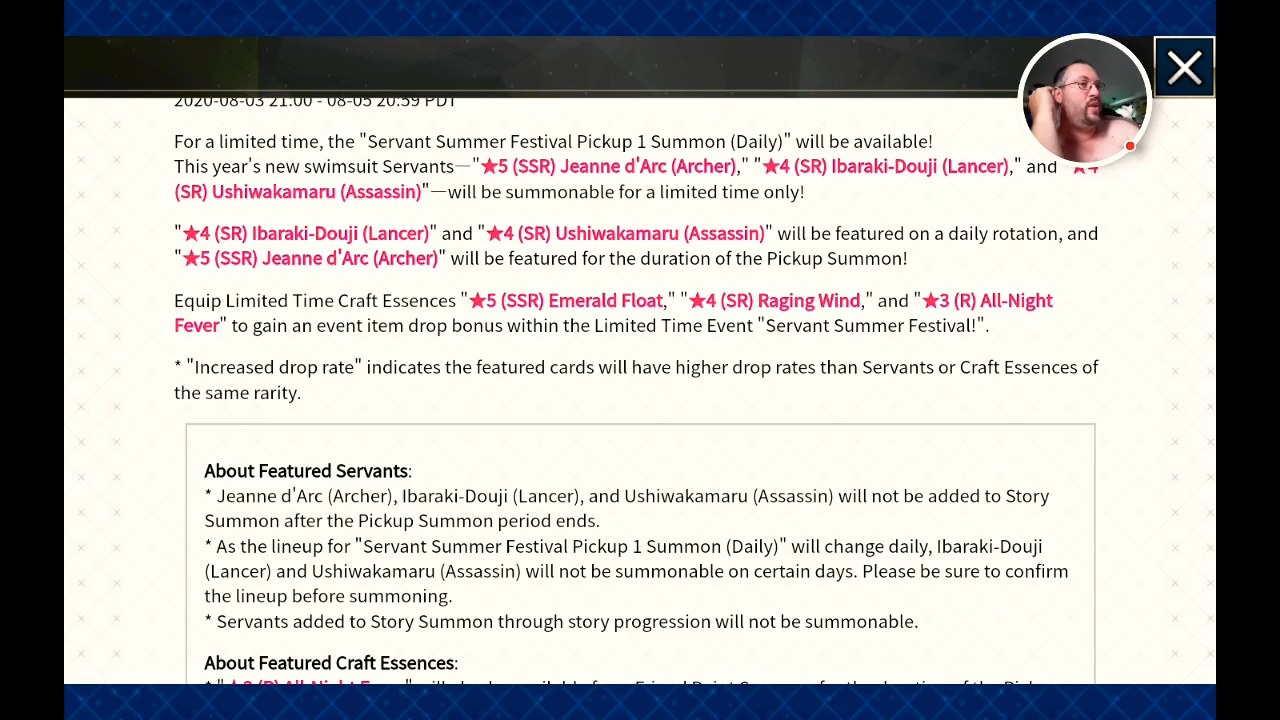 2020-08-03 21:00 - 08-05 20:59 PDT
For a limited time, the "Servant Summer Festival Pickup 1 Summon (Daily)" will be available!
This year's new swimsuit Servants—"★5 (SSR) Jeanne d'Arc (Archer)," "★4 (SR) Ibaraki-Douji (Lancer)," and "★4
(SR) Ushiwakamaru (Assassin)"—will be summonable for a limited time only!
"★4 (SR) Ibaraki-Douji (Lancer)" and "★4 (SR) Ushiwakamaru (Assassin)" will be featured on a daily rotation, and
"★5 (SSR) Jeanne d'Arc (Archer)" will be featured for the duration of the Pickup Summon!
Equip Limited Time Craft Essences "★5 (SSR) Emerald Float," "★4 (SR) Raging Wind," and "★3 (R) All-Night
Fever" to gain an event item drop bonus within the Limited Time Event "Servant Summer Festival!".
* "Increased drop rate" indicates the featured cards will have higher drop rates than Servants or Craft Essences of
the same rarity.
About Featured Servants:
* Jeanne d'Arc (Archer), Ibaraki-Douji (Lancer), and Ushiwakamaru (Assassin) will not be added to Story
Summon after the Pickup Summon period ends.
* As the lineup for "Servant Summer Festival Pickup 1 Summon (Daily)" will change daily, Ibaraki-Douji
(Lancer) and Ushiwakamaru (Assassin) will not be summonable on certain days. Please be sure to confirm
the lineup before summoning.
* Servants added to Story Summon through story progression will not be summonable.
About Featured Craft Essences: